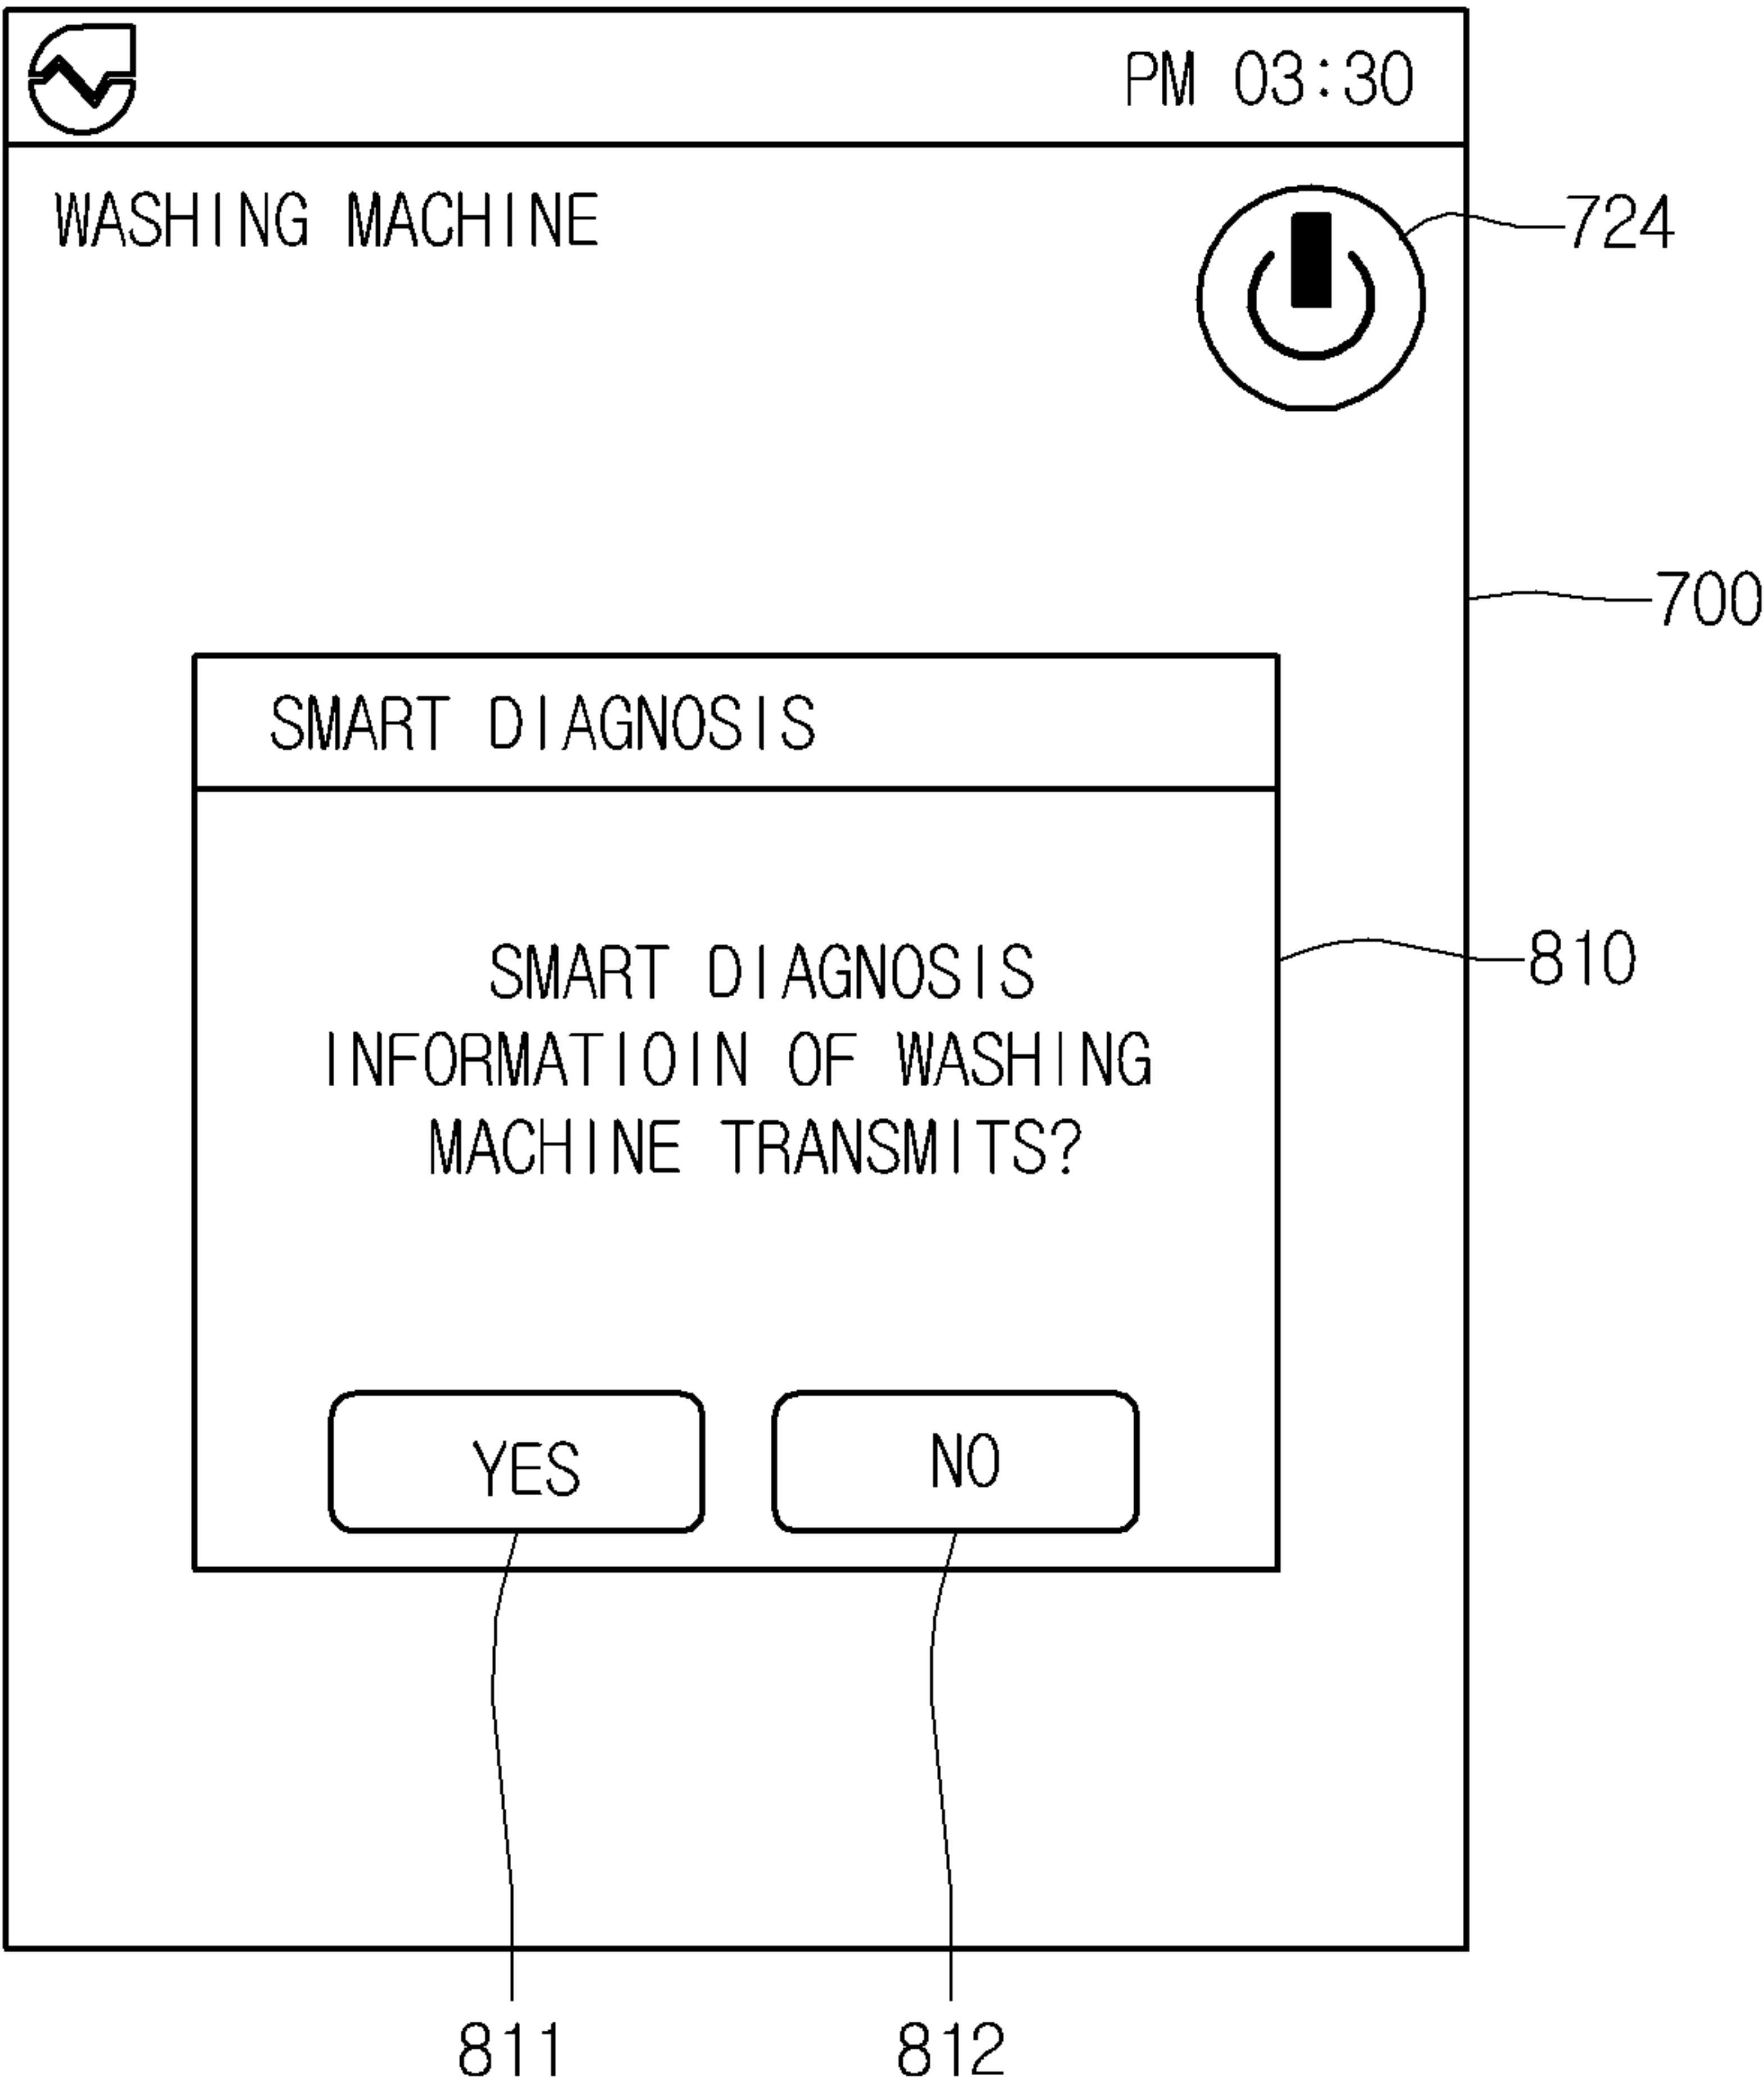 PM 03:30
WASHING MACHINE
724
700
SMART DIAGNOSIS
810
SMART DIAGNOSIS
INFORMATIOIN OF WASHING
MACHINE TRANSMITS?
YES NO
811 812